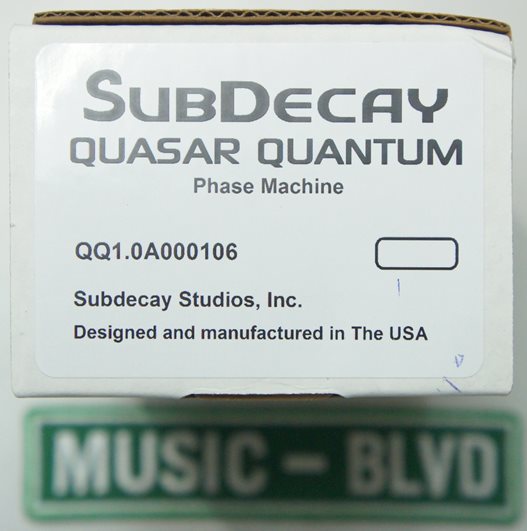 SUBDECAY
QUASAR QUANTUM
Phase Machine
QQ1.0A000106
Subdecay Studios, Inc.
Designed and manufactured in The USA
MUSIC - BLVD